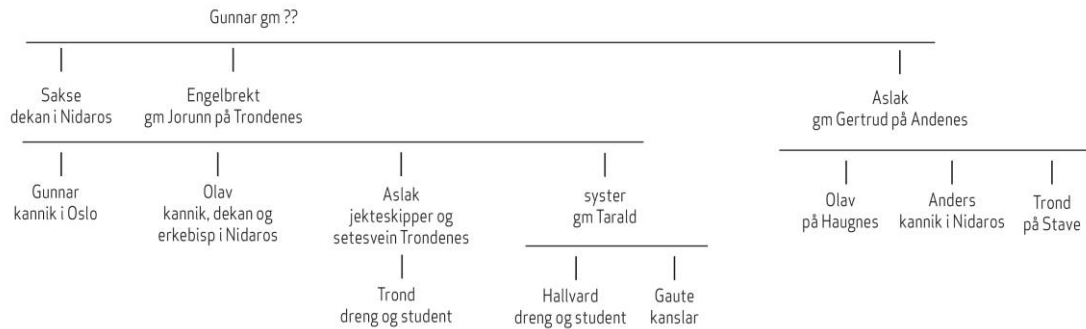 Gunnar gm ??
Sakse
dekan i Nidaros
Engelbrekt
gm Jorunn på Trondenes
Aslak
gm Gertrud på Andenes
Gunnar
kannik i Oslo
Olav
kannik, dekan og
erkebisp i Nidaros
Aslak
jekteskipper og
setesvein Trondenes
syster
gm Tarald
Olav
på Haugnes
Anders
kannik i Nidaros
Trond
på Stave
Trond
dreng og student
Hallvard
dreng og student
Gaute
kanslar